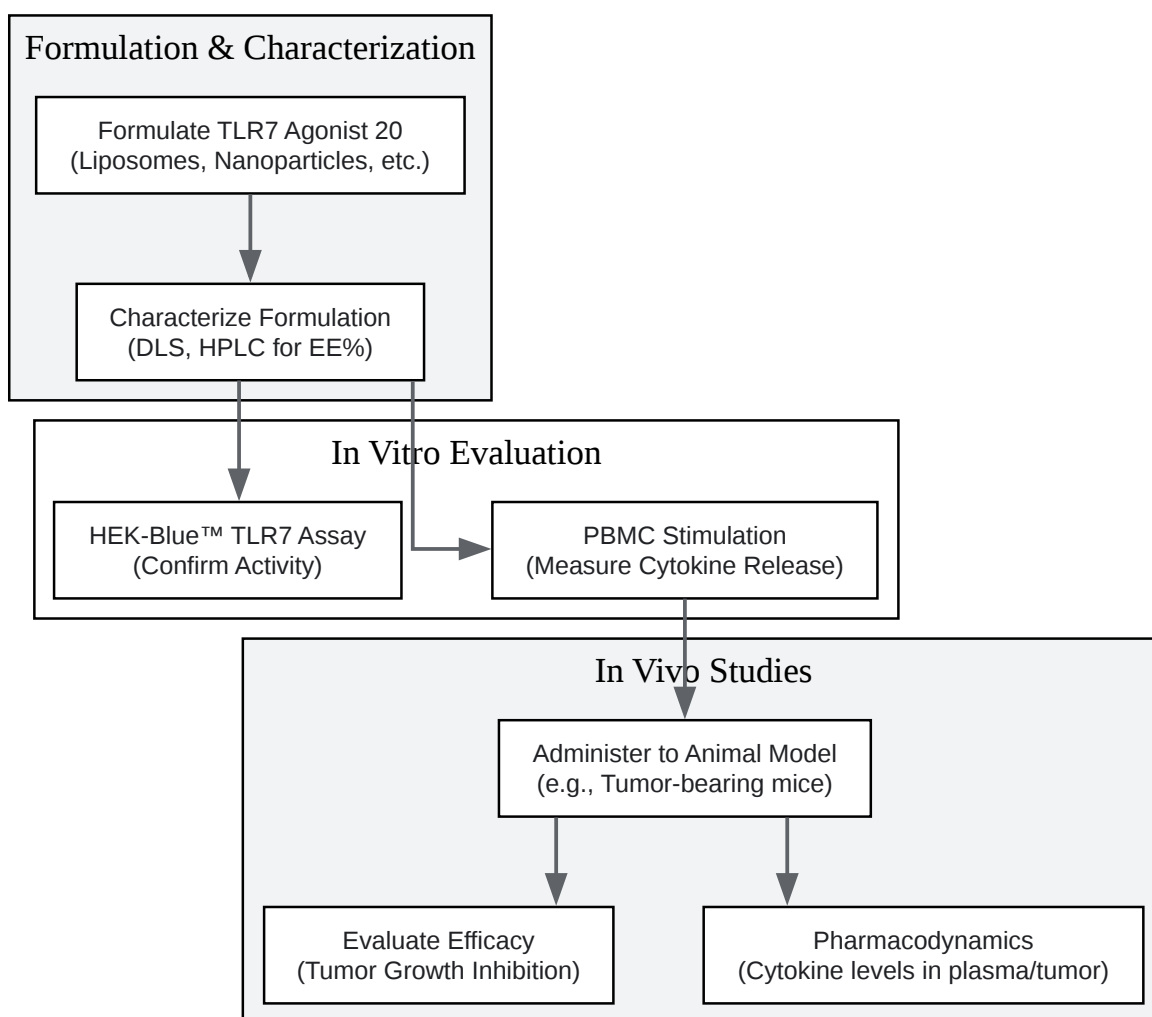 Formulation & Characterization
Formulate TLR7 Agonist 20
(Liposomes, Nanoparticles, etc.)
Characterize Formulation
(DLS, HPLC for EE%)
In Vitro Evaluation
HEK-Blue™ TLR7 Assay
(Confirm Activity)
PBMC Stimulation
(Measure Cytokine Release)
In Vivo Studies
Administer to Animal Model
(e.g., Tumor-bearing mice)
Evaluate Efficacy
(Tumor Growth Inhibition)
Pharmacodynamics
(Cytokine levels in plasma/tumor)